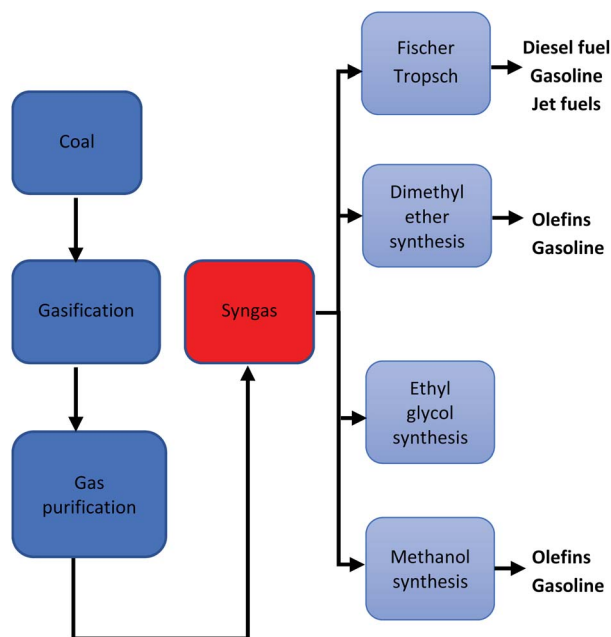 Coal
Gasification
Gas
purification
Syngas
Fischer
Tropsch
Diesel fuel
Gasoline
Jet fuels
Dimethyl
ether
synthesis
Olefins
Gasoline
Ethyl
glycol
synthesis
Methanol
synthesis
Olefins
Gasoline